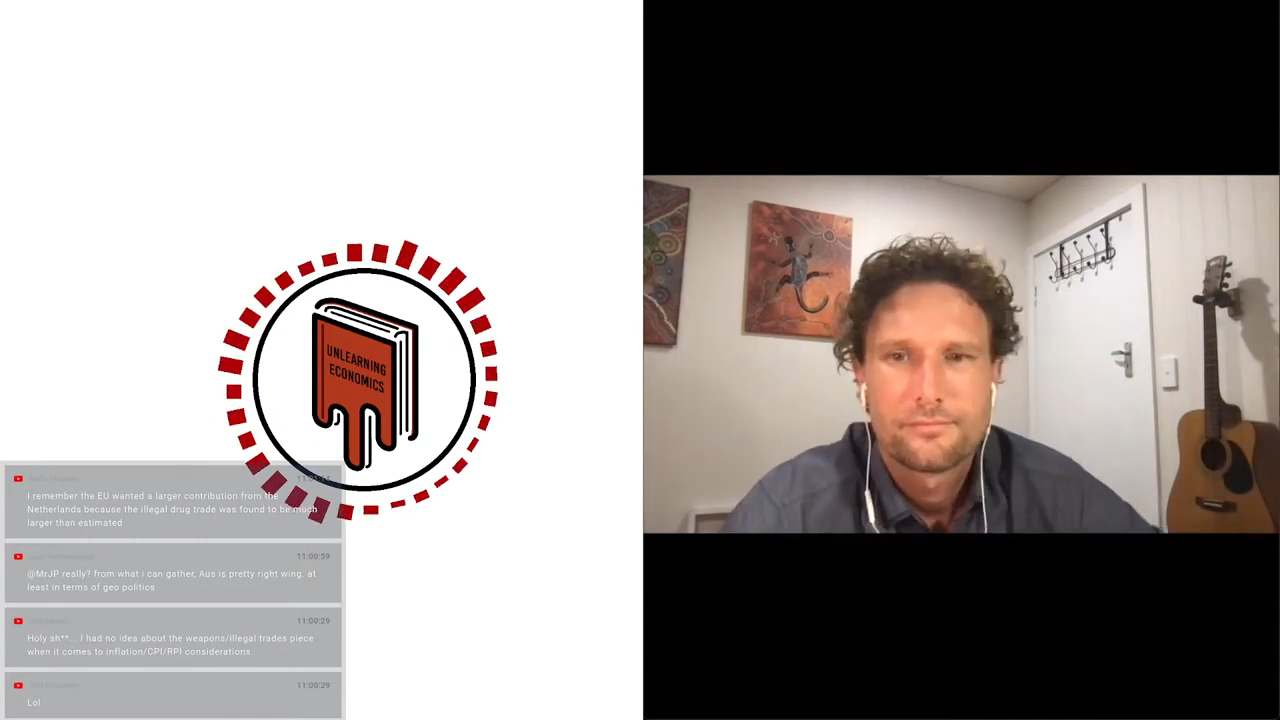 UNLEARNING
ECONOMICS
I remember the EU wanted a larger contribution from the
Netherlands because the illegal drug trade was found to be much
larger than estimated
11:00:59
@MrJP really? from what i can gather, Aus is pretty right wing. at
least in terms of geo politics
11:00:29
Holy sh**... I had no idea about the weapons/illegal trades piece
when it comes to inflation/CPI/RPI considerations.
11:00:29
Lol